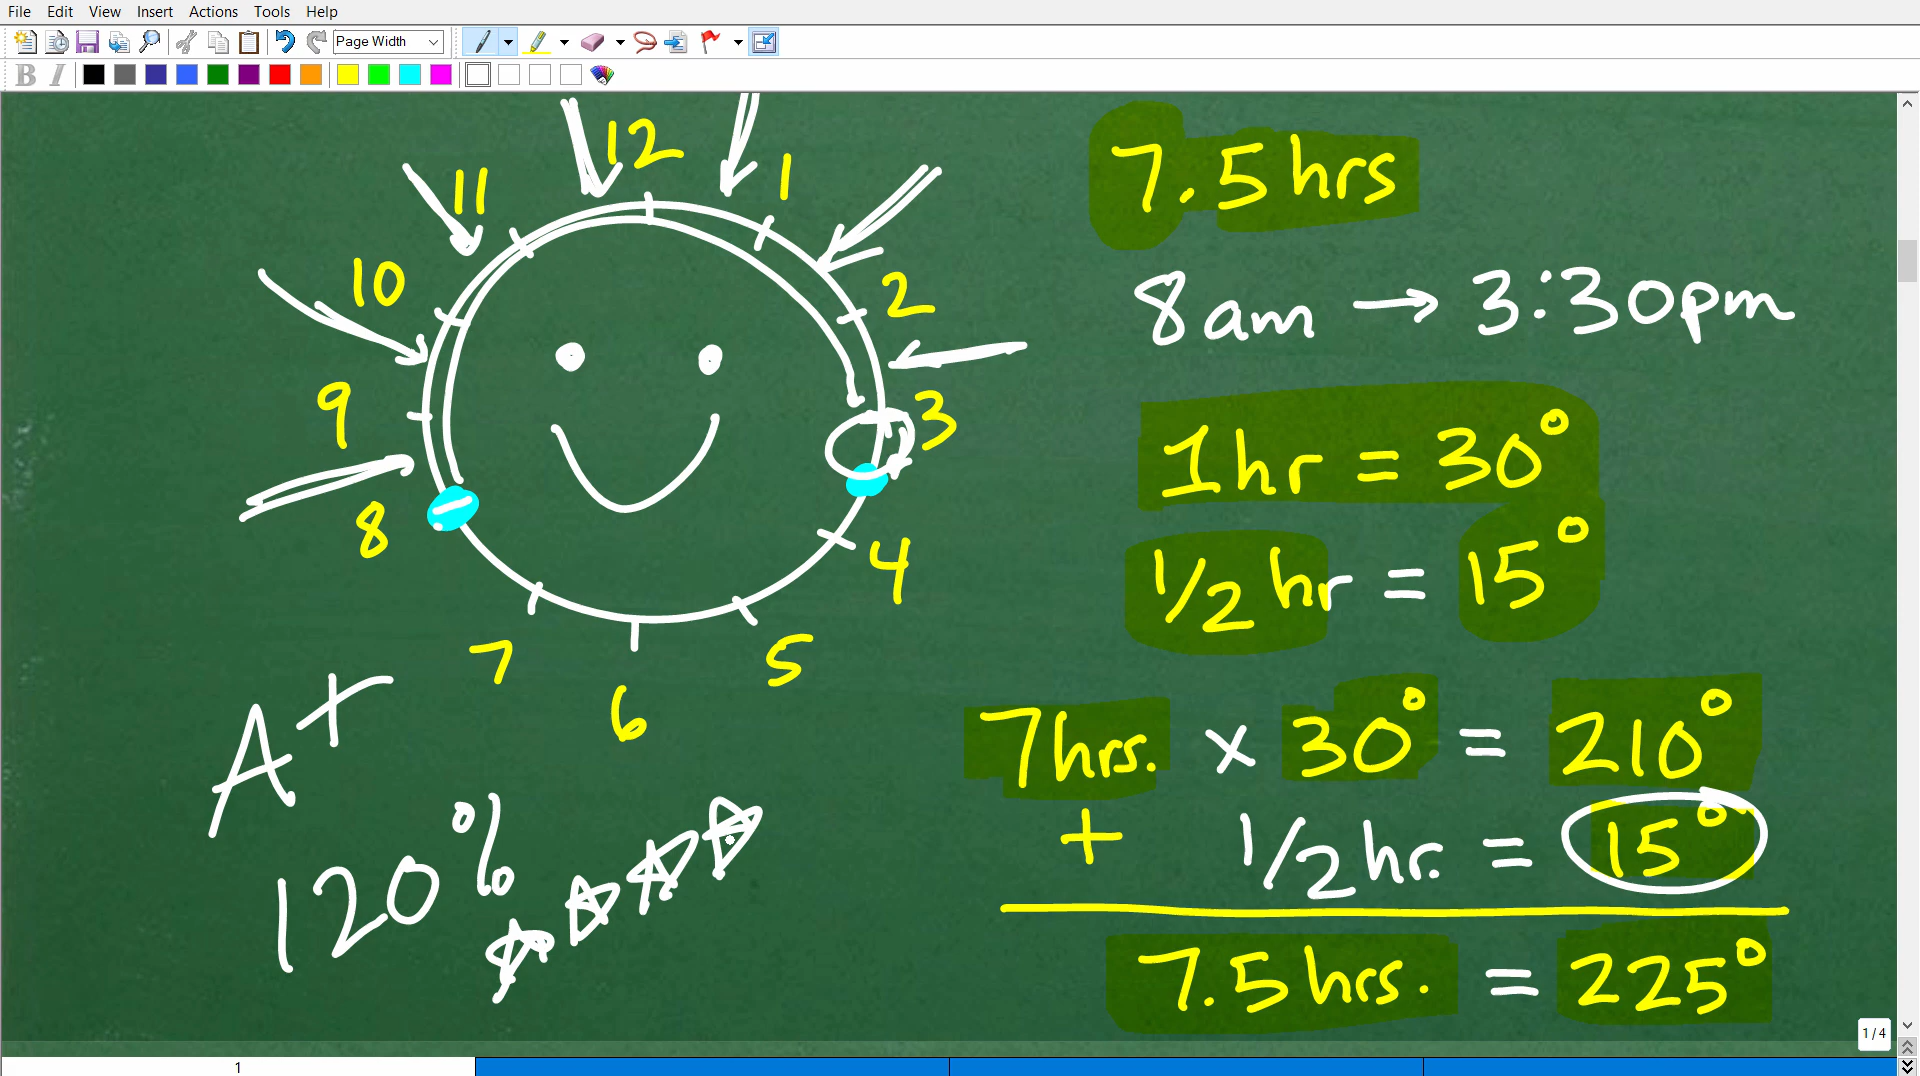 File Edit View Insert Actions Tools Help
Page Width
B I
12
11
1
10
2
9
3
8
4
7
5
6
A+
120%
7.5 hrs
8am → 3:30pm
1hr = 30°
1/2 hr = 15°
7hrs. × 30° = 210°
+ 1/2 hr. = 15°
7.5 hrs. = 225°
1 / 4
1